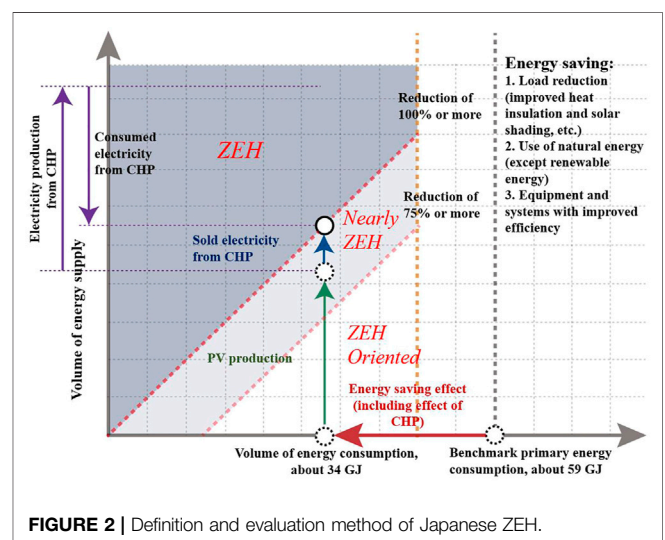 Energy saving:
1. Load reduction
(improved heat
insulation and solar
shading, etc.)
2. Use of natural energy
(except renewable
energy)
3. Equipment and
systems with improved
efficiency
Reduction of
100% or more
Electricity production
from CHP
Consumed
electricity
from CHP
ZEH
Reduction of
75% or more
Nearly
ZEH
Sold electricity
from CHP
Volume of energy supply
ZEH
Oriented
PV production
Energy saving effect
(including effect of
CHP)
Volume of energy consumption,
about 34 GJ
Benchmark primary energy
consumption, about 59 GJ
FIGURE 2 | Definition and evaluation method of Japanese ZEH.